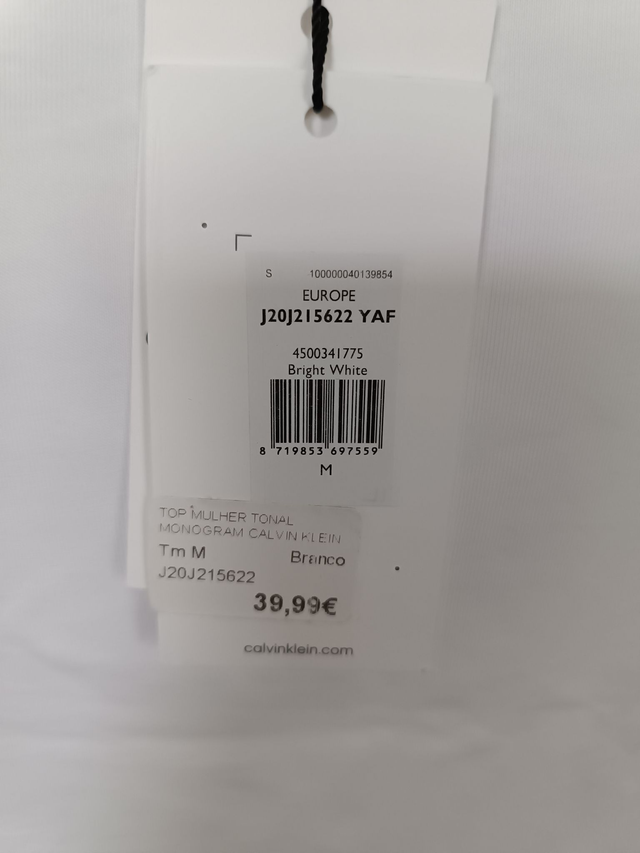 S 100000040139854
EUROPE
J20J215622 YAF
4500341775
Bright White
8 719853 697559
M
TOP MULHER TONAL
MONOGRAM CALVIN KLEIN
Tm M Branco
J20J215622
39,99€
calvinklein.com